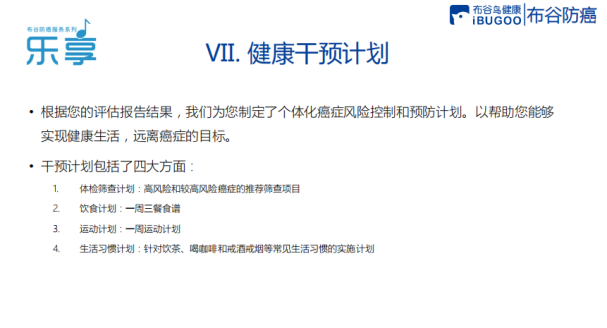 布谷防癌服务系列
乐享
布谷鸟健康
iBUGOO
布谷防癌
VII. 健康干预计划
• 根据您的评估报告结果，我们为您制定了个体化癌症风险控制和预防计划。以帮助您能够
实现健康生活，远离癌症的目标。
• 干预计划包括了四大方面：
1. 体检筛查计划：高风险和较高风险癌症的推荐筛查项目
2. 饮食计划：一周三餐食谱
3. 运动计划：一周运动计划
4. 生活习惯计划：针对饮茶、喝咖啡和戒酒戒烟等常见生活习惯的实施计划